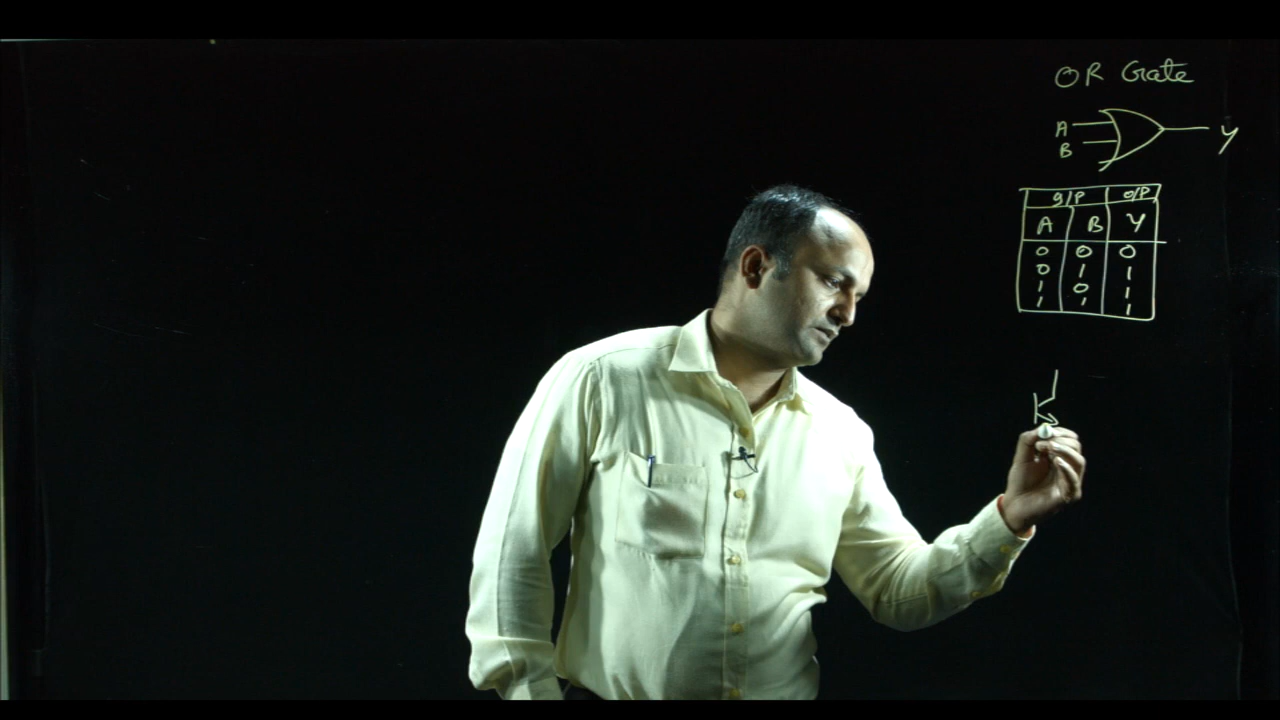 OR Gate
A
B
Y
I/P O/P
A B Y
0 0 0
0 1 1
1 0 1
1 1 1